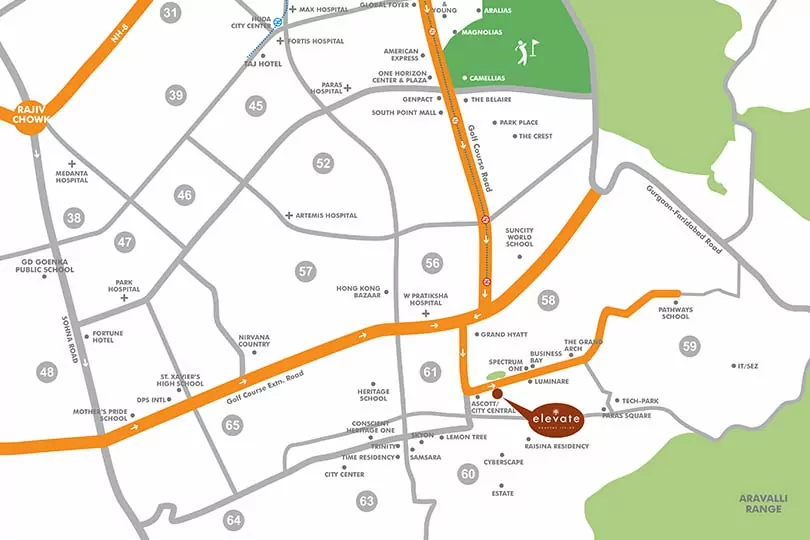 31
NH-8
HUDA
CITY CENTER
MAX HOSPITAL
GLOBAL FOYER
&
YOUNG
ARALIAS
MAGNOLIAS
FORTIS HOSPITAL
TAJ HOTEL
AMERICAN
EXPRESS
ONE HORIZON
CENTER & PLAZA
CAMELLIAS
PARAS
HOSPITAL
39
45
GENPACT
THE BELAIRE
SOUTH POINT MALL
PARK PLACE
THE CREST
RAJIV
CHOWK
Golf Course Road
52
MEDANTA
HOSPITAL
46
38
ARTEMIS HOSPITAL
Gurgaon-Faridabad Road
SUNCITY
WORLD
SCHOOL
47
GD GOENKA
PUBLIC SCHOOL
57
56
PARK
HOSPITAL
HONG KONG
BAZAAR
W PRATIKSHA
HOSPITAL
58
PATHWAYS
SCHOOL
SOHNA ROAD
FORTUNE
HOTEL
NIRVANA
COUNTRY
GRAND HYATT
THE GRAND
ARCH
59
BUSINESS
BAY
SPECTRUM
ONE
IT/SEZ
48
ST. XAVIER'S
HIGH SCHOOL
61
LUMINARE
Golf Course Extn. Road
HERITAGE
SCHOOL
DPS INTL
ASCOTT/
CITY CENTRAL
TECH-PARK
MOTHER'S PRIDE
SCHOOL
elevate
PARAS SQUARE
65
CONSCIENT
HERITAGE ONE
SKYON
LEMON TREE
TRINITY
RAISINA RESIDENCY
TIME RESIDENCY
SAMSARA
CYBERSCAPE
CITY CENTER
60
ESTATE
63
64
ARAVALLI
RANGE